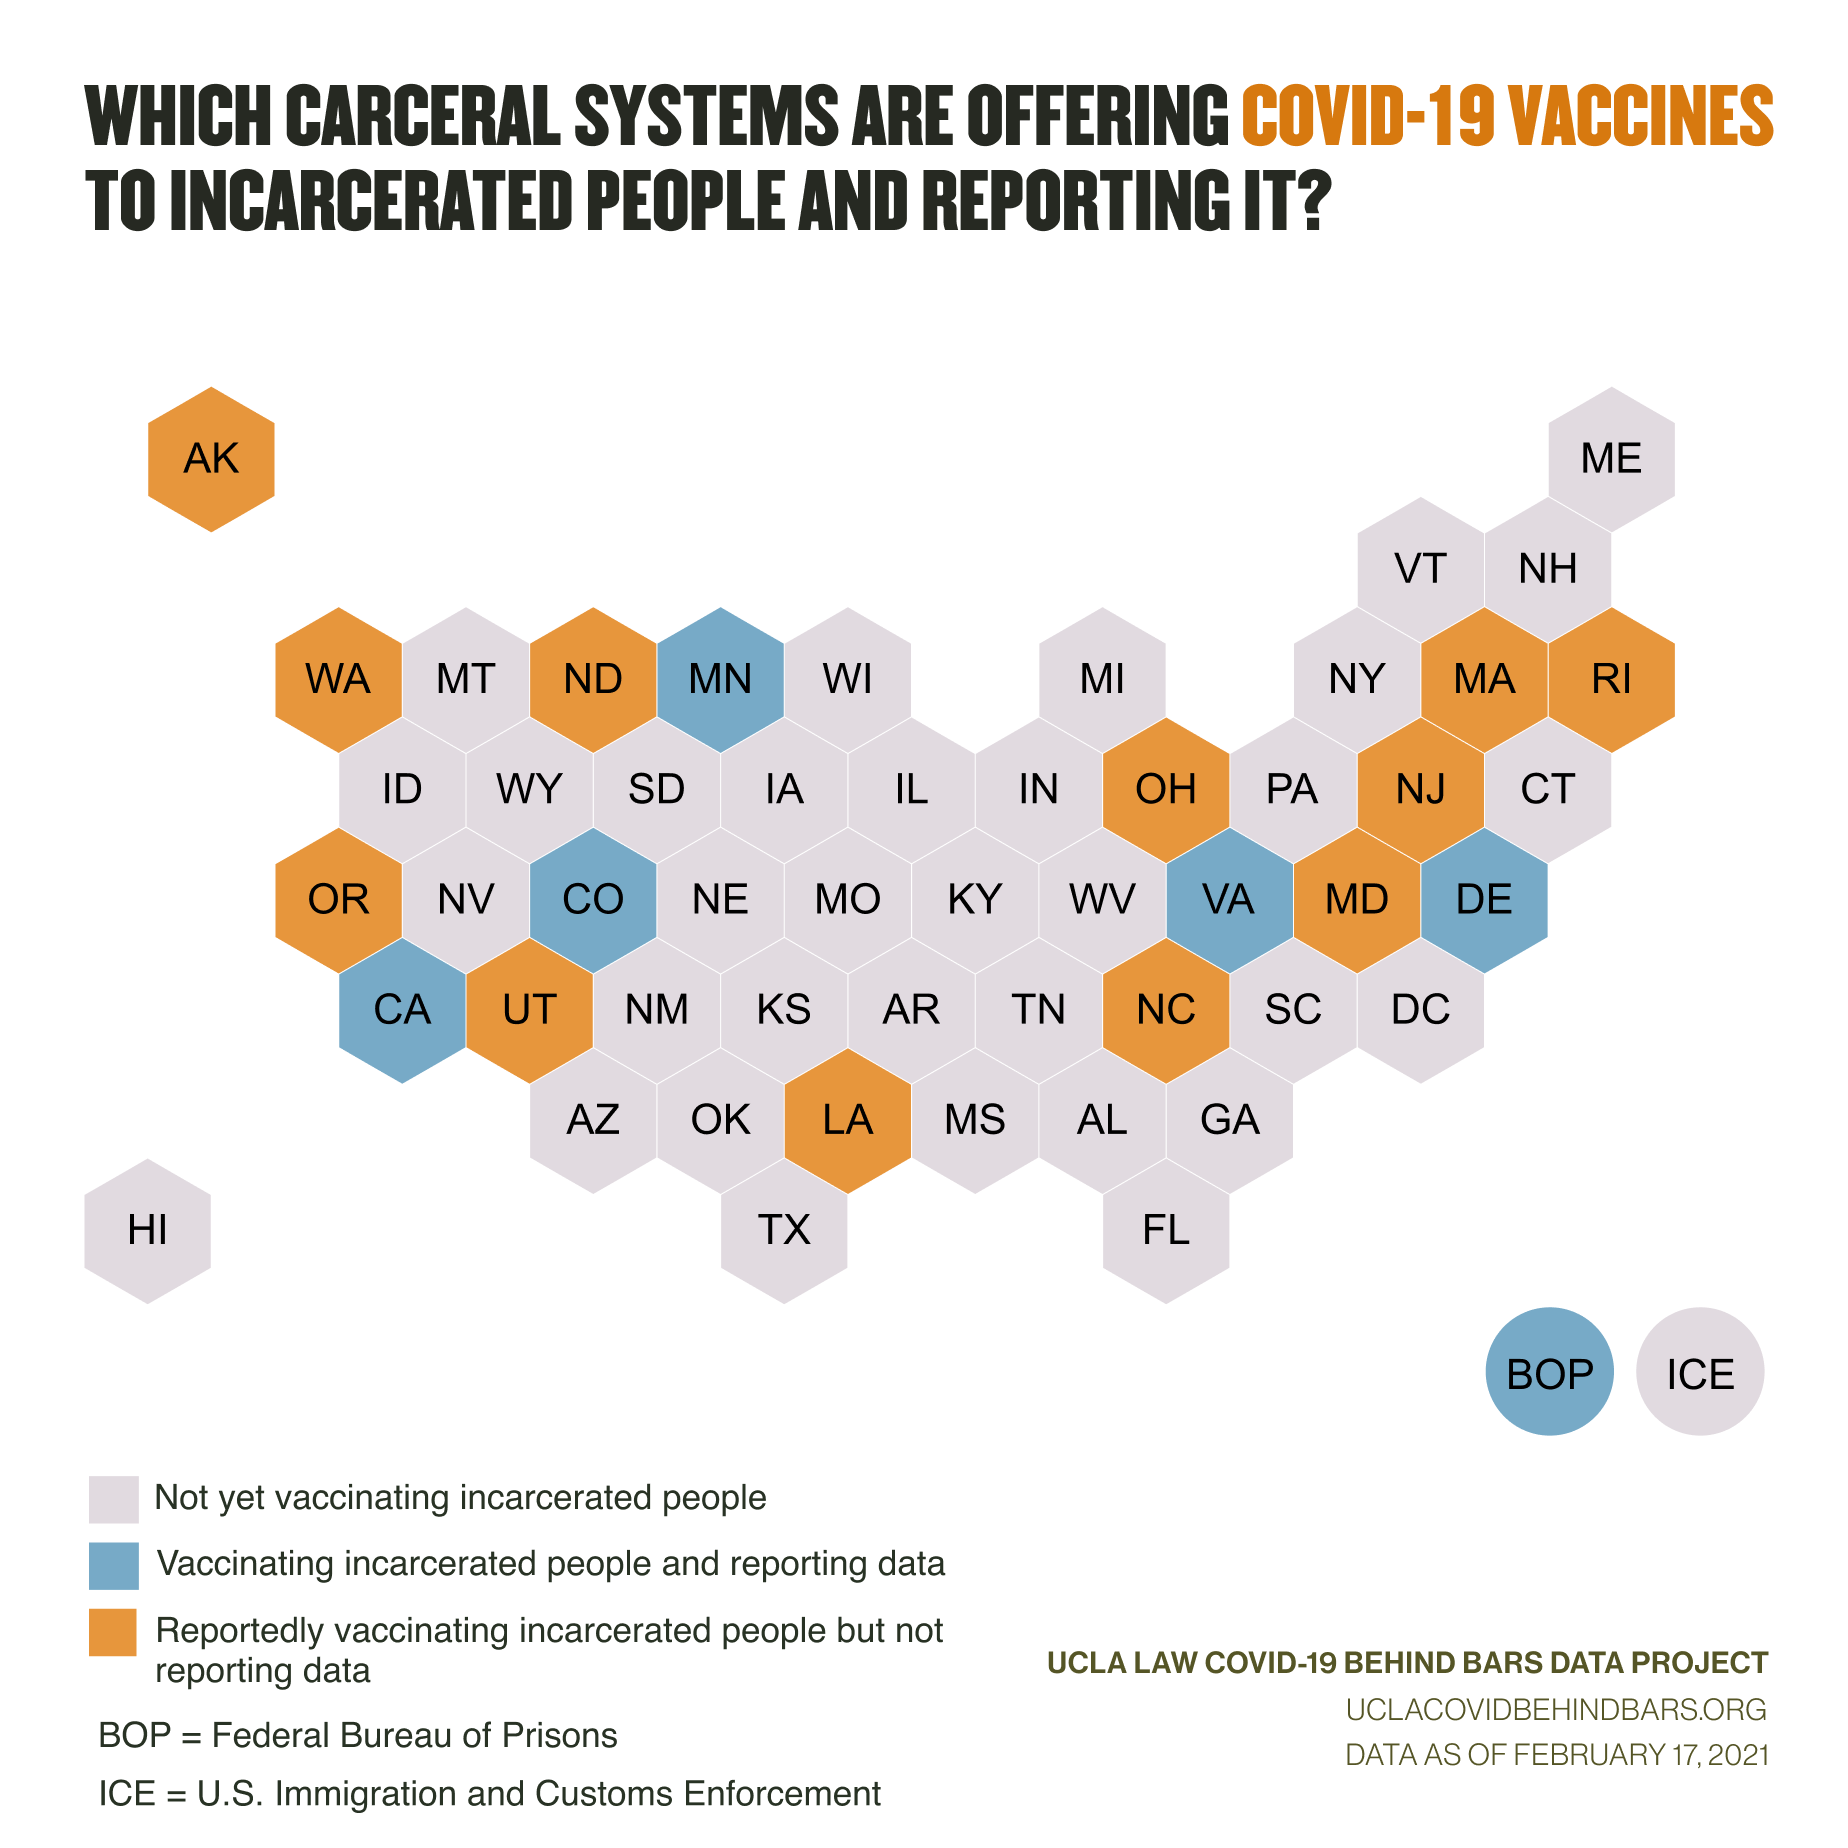 WHICH CARCERAL SYSTEMS ARE OFFERING COVID-19 VACCINES
TO INCARCERATED PEOPLE AND REPORTING IT?
AK
ME
VT
NH
WA
MT
ND
MN
WI
MI
NY
MA
RI
ID
WY
SD
IA
IL
IN
OH
PA
NJ
CT
OR
NV
CO
NE
MO
KY
WV
VA
MD
DE
CA
UT
NM
KS
AR
TN
NC
SC
DC
AZ
OK
LA
MS
AL
GA
HI
TX
FL
BOP
ICE
Not yet vaccinating incarcerated people
Vaccinating incarcerated people and reporting data
Reportedly vaccinating incarcerated people but not
reporting data
BOP = Federal Bureau of Prisons
ICE = U.S. Immigration and Customs Enforcement
UCLA LAW COVID-19 BEHIND BARS DATA PROJECT
UCLACOVIDBEHINDBARS.ORG
DATA AS OF FEBRUARY 17, 2021